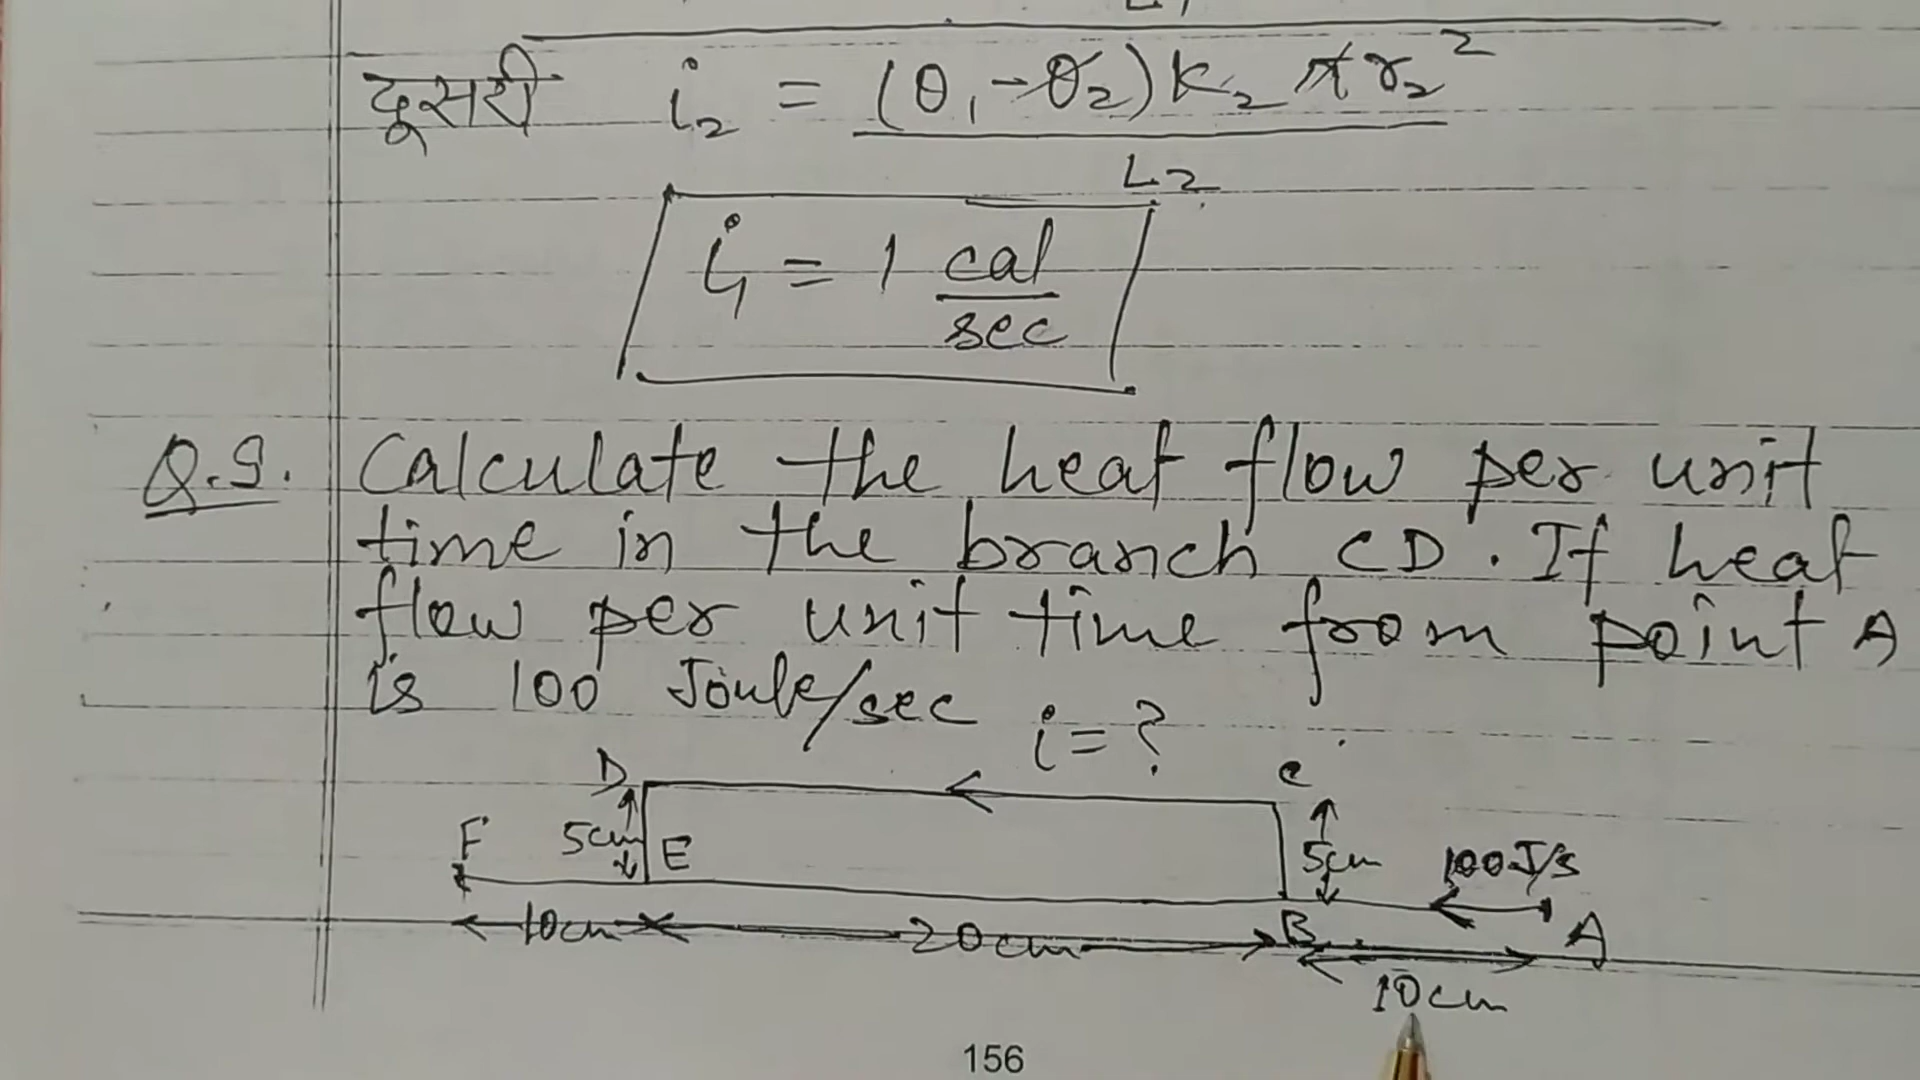 दूसरी i₂ = (θ₁-θ₂)k₂ πr₂²
L₂
i₁ = 1 cal
sec
Q.9. Calculate the heat flow per unit
time in the branch CD. If heat
flow per unit time from point A
is 100 Joule/sec i=?
D C
F 5cm E 5cm 100J/s
10cm 20cm B A
10cm
156